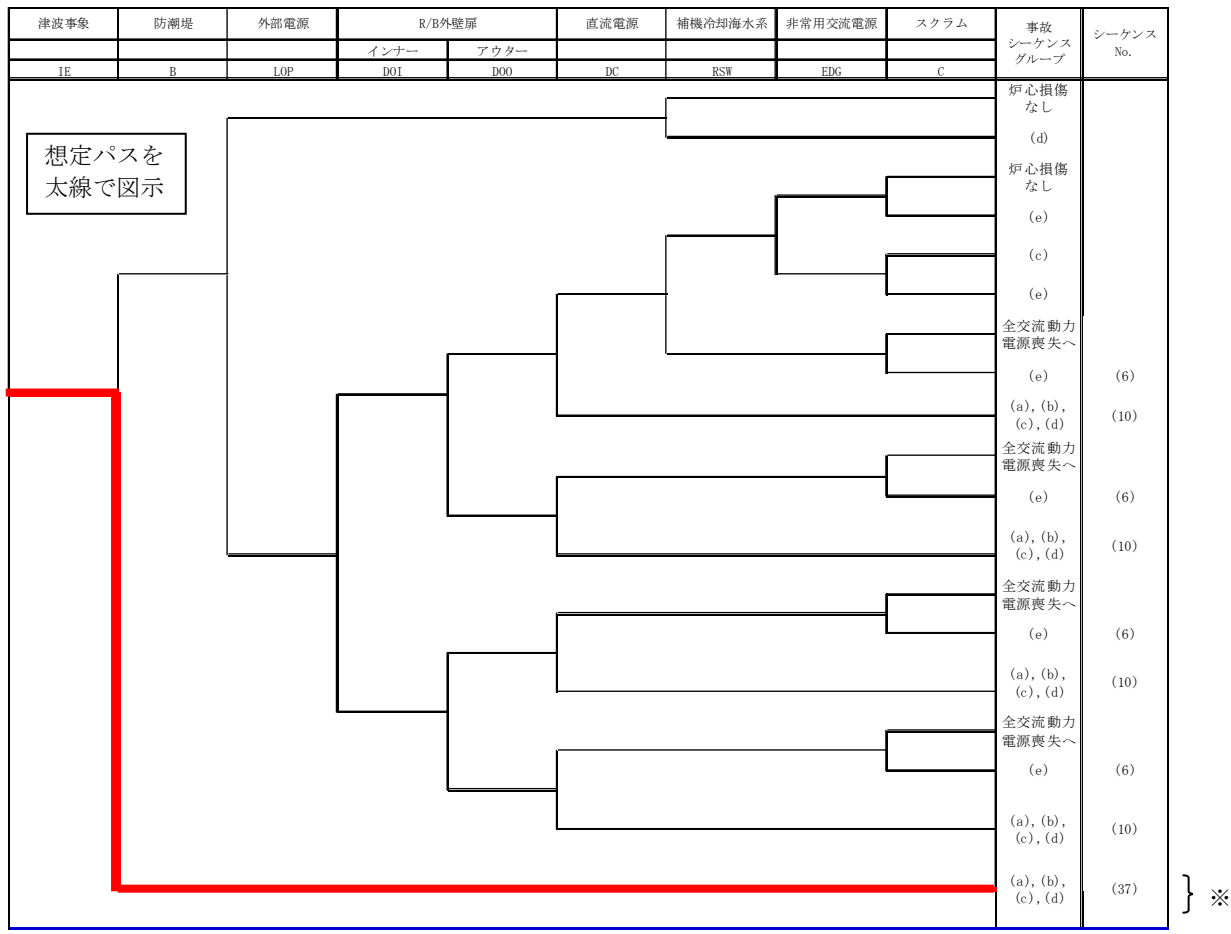 津波事象 防潮堤 外部電源 R/B外壁扉 直流電源 補機冷却海水系 非常用交流電源 スクラム 事故 シーケンス グループ シーケンス No.
インナー アウター
IE B LOP DOI DOO DC RSW EDG C
炉心損傷
なし
(d)
想定パスを
太線で図示
炉心損傷
なし
(e)
(c)
(e)
全交流動力
電源喪失へ
(e) (6)
(a),(b),
(c),(d) (10)
全交流動力
電源喪失へ
(e) (6)
(a),(b),
(c),(d) (10)
全交流動力
電源喪失へ
(e) (6)
(a),(b),
(c),(d) (10)
全交流動力
電源喪失へ
(e) (6)
(a),(b),
(c),(d) (10)
(a),(b),
(c),(d) (37) } ※